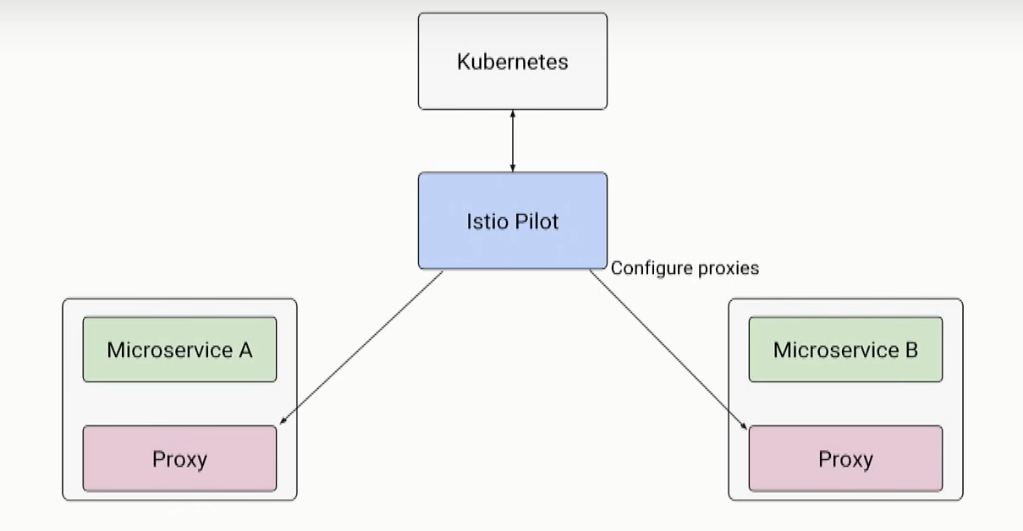 Kubernetes
Istio Pilot
Configure proxies
Microservice A
Microservice B
Proxy
Proxy